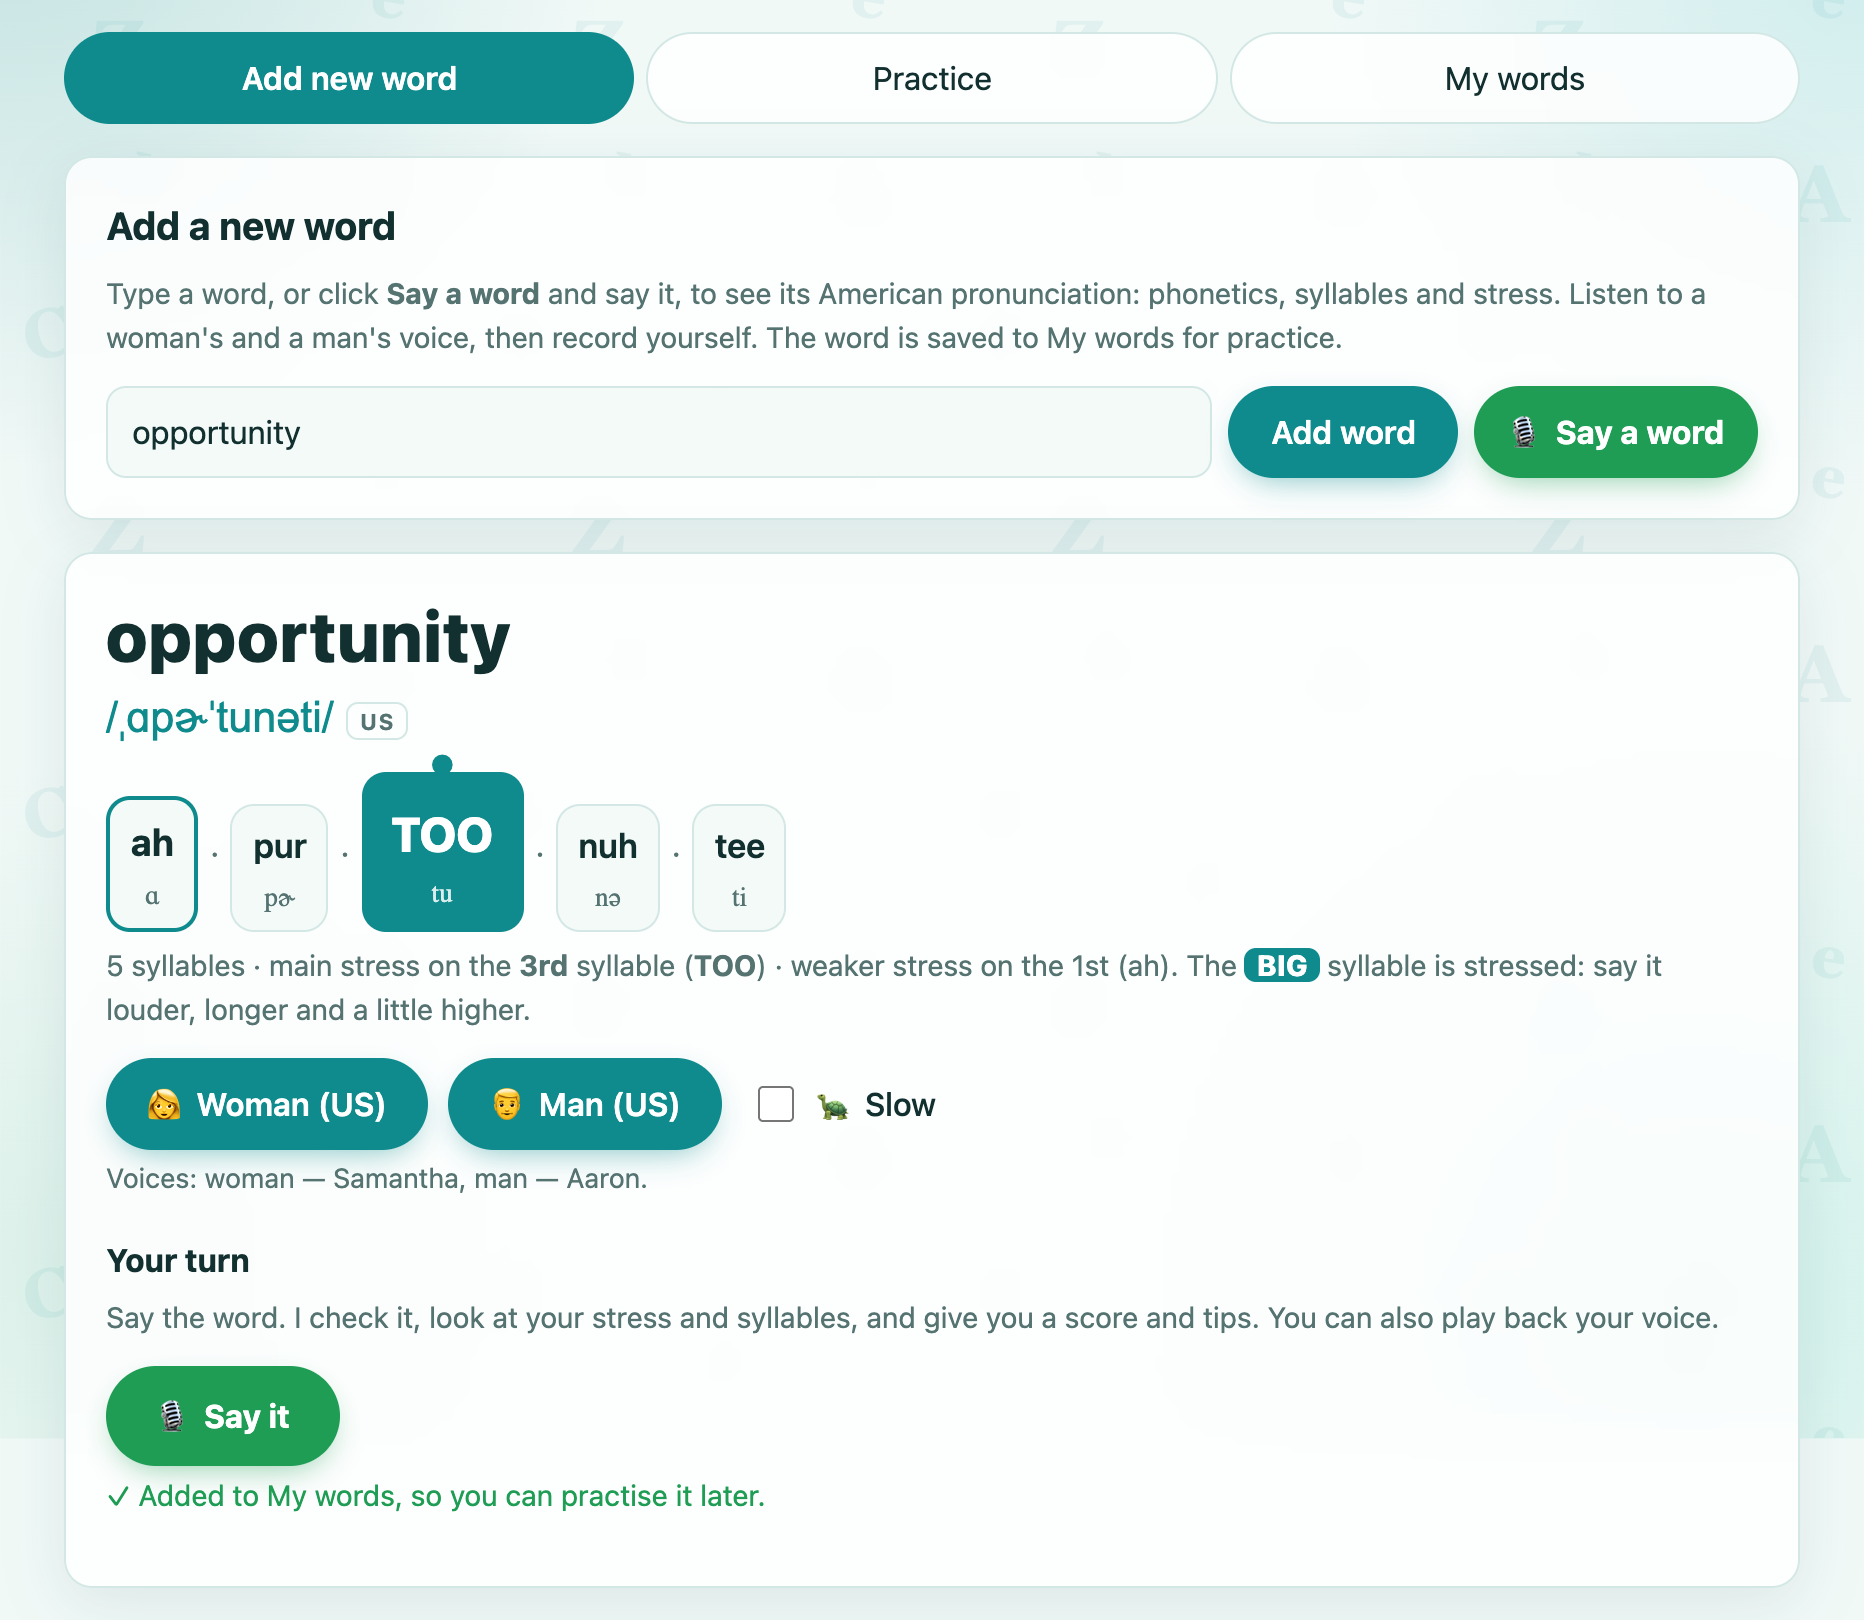 Add new word
Practice
My words
Add a new word
Type a word, or click Say a word and say it, to see its American pronunciation: phonetics, syllables and stress. Listen to a
woman's and a man's voice, then record yourself. The word is saved to My words for practice.
opportunity
Add word
Say a word
opportunity
/ˌɑpɚˈtunəti/ US
ah · pur · TOO · nuh · tee
ɑ pɚ tu nə ti
5 syllables · main stress on the 3rd syllable (TOO) · weaker stress on the 1st (ah). The BIG syllable is stressed: say it
louder, longer and a little higher.
Woman (US)
Man (US)
Slow
Voices: woman — Samantha, man — Aaron.
Your turn
Say the word. I check it, look at your stress and syllables, and give you a score and tips. You can also play back your voice.
Say it
✓ Added to My words, so you can practise it later.